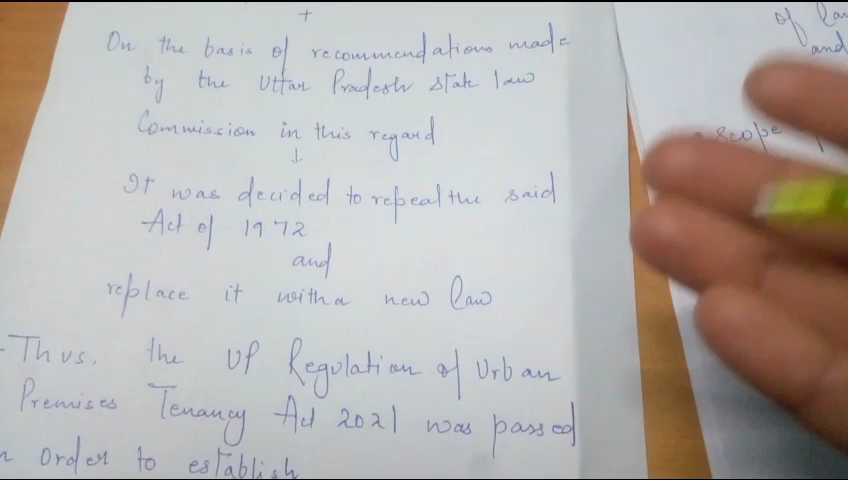 +
On the basis of recommendations made
by the Uttar Pradesh state law
Commission in this regard
↓
It was decided to repeal the said
Act of 1972
and
replace it with a new law
- Thus, the UP Regulation of Urban
Premises Tenancy Act 2021 was passed
order to establish
of
and
scope